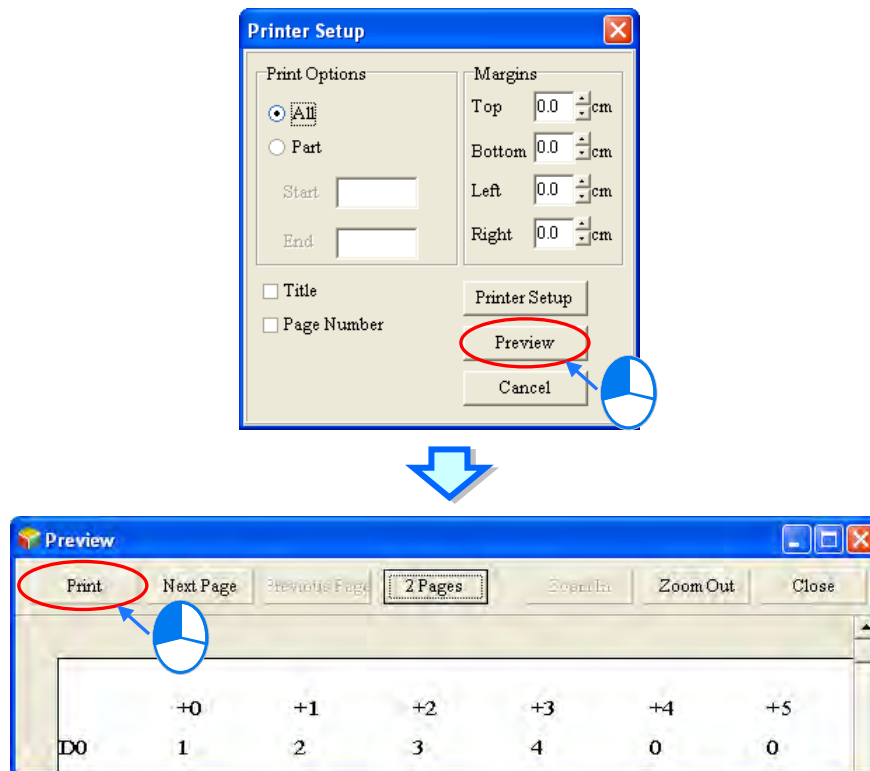 Printer Setup
Print Options
All
Part
Start
End
Margins
Top 0.0 cm
Bottom 0.0 cm
Left 0.0 cm
Right 0.0 cm
Title
Page Number
Printer Setup
Preview
Cancel
Preview
Print Next Page Previous Page 2 Pages Zoom In Zoom Out Close
+0 +1 +2 +3 +4 +5
D0 1 2 3 4 0 0